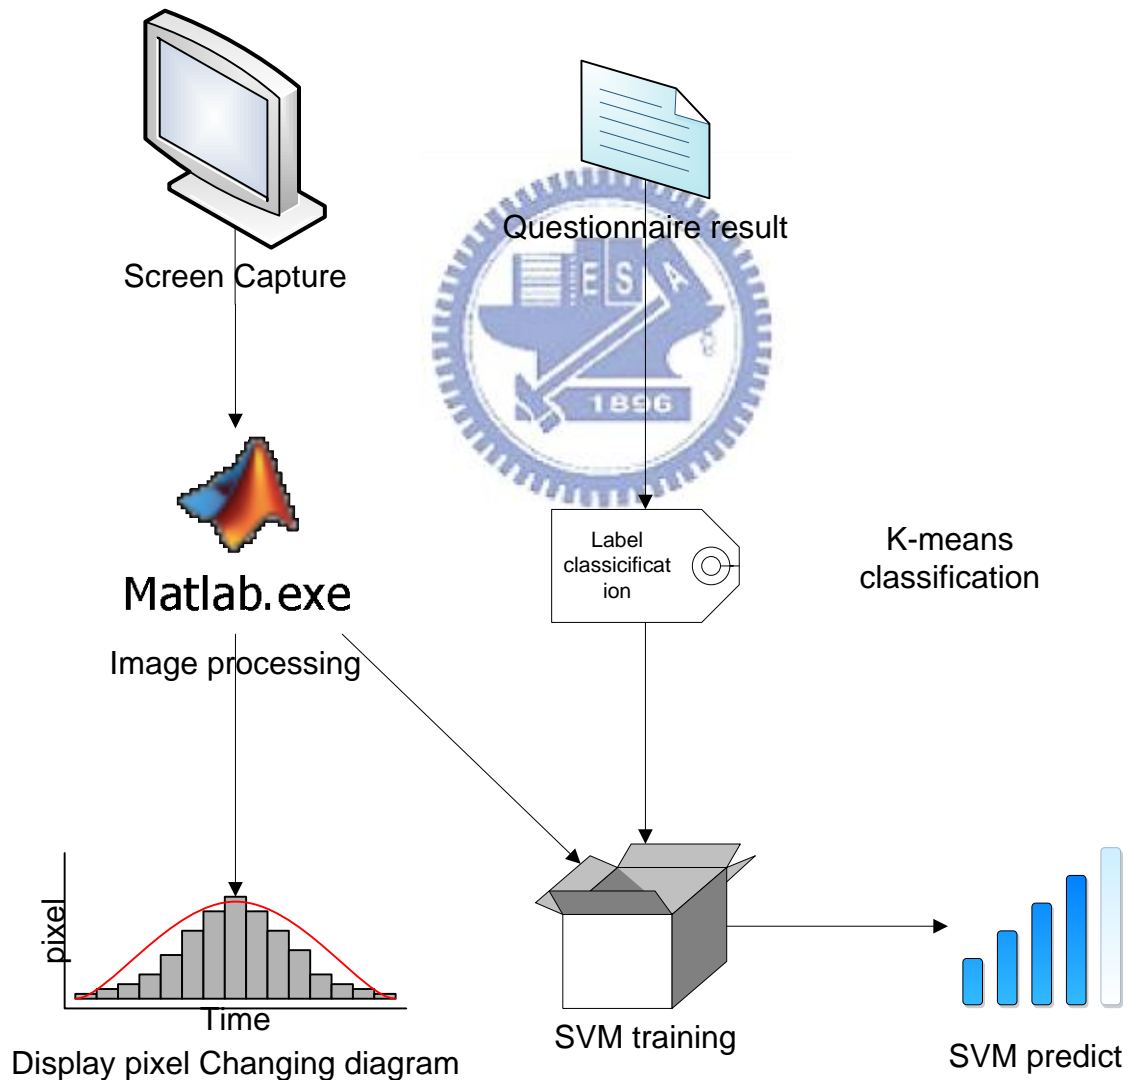 Questionnaire result
Screen Capture
E S A
1896
Label
classicificat
ion
K-means
classification
Matlab.exe
Image processing
pixel
Time
Display pixel Changing diagram
SVM training
SVM predict